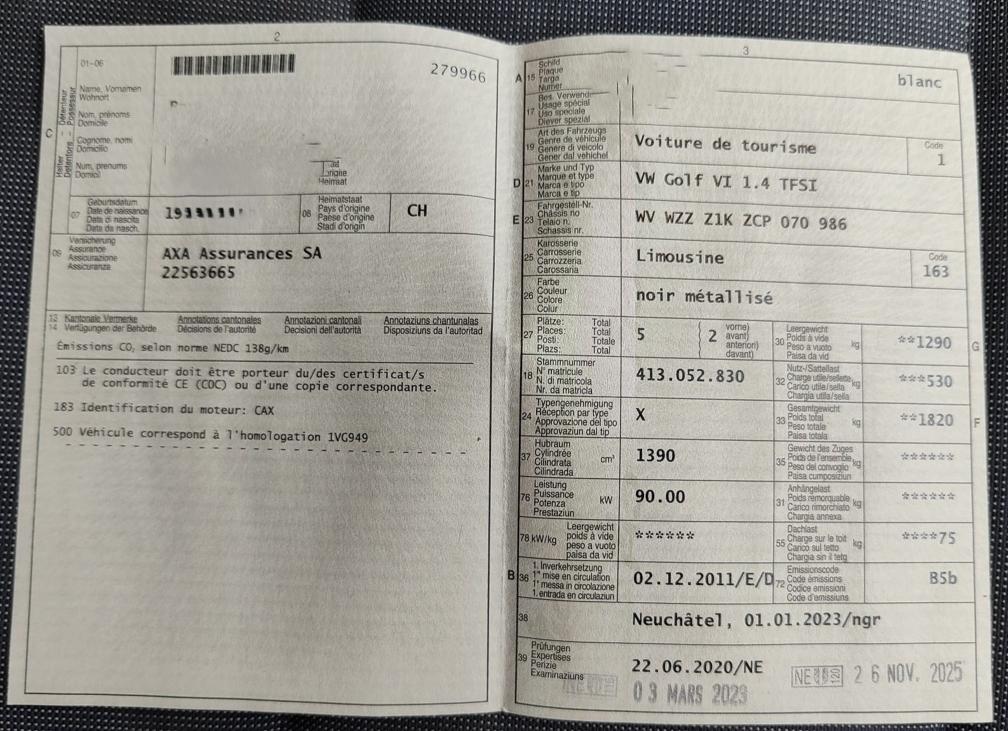 2
01-06
279966
Détenteur - Possesseur
Halter - Detentore - Possessur
C
Name, Vornamen
Wohnort
Nom, prénoms
Domicile
Cognome, nomi
Domicilio
Num, prenums
Domicil
Heimat
07
Geburtsdatum
Date de naissance
Data di nascita
Data da nasch.
08
Heimatstaat
Pays d'origine
Paese d'origine
Stadi d'origin
CH
09
Versicherung
Assurance
Assicurazione
Assicuranza
AXA Assurances SA
22563665
13 Kantonale Vermerke
14 Verfügungen der Behörde
Annotations cantonales
Décisions de l'autorité
Annotazioni cantonali
Decisioni dell'autorità
Annotaziuns chantunalas
Disposiziuns da l'autoritad
Émissions CO, selon norme NEDC 138g/km
103 Le conducteur doit être porteur du/des certificat/s
de conformité CE (COC) ou d'une copie correspondante.
183 Identification du moteur: CAX
500 Véhicule correspond à l'homologation 1VG949
3
A 15
Schild
Plaque
Targa
Numer
blanc
17
Bes. Verwend.
Usage spécial
Uso speciale
Diever spezial
19
Art des Fahrzeugs
Genre de véhicule
Genere di veicolo
Gener dal vehichel
Voiture de tourisme
Code
1
D 21
Marke und Typ
Marque et type
Marca e tipo
Marca e tip
VW Golf VI 1.4 TFSI
E 23
Fahrgestell-Nr.
Châssis no
Telaio n.
Schassis nr.
WV WZZ Z1K ZCP 070 986
25
Karosserie
Carrosserie
Carrozzeria
Carossaria
Limousine
Code
163
26
Farbe
Couleur
Colore
Colur
noir métallisé
27
Plätze: Total
Places: Total
Posti: Totale
Plazs: Total
5
2
vorne)
avant)
anteriori)
davant)
30
Leergewicht
Poids à vide
Peso a vuoto
Paisa da vid
kg
**1290
G
18
Stammnummer
N° matricule
N. di matricola
Nr. da matricla
413.052.830
32
Nutz-/Sattellast
Charge utile/sellette
Carico utile/sella
Chargia utila/sella
kg
***530
24
Typengenehmigung
Réception par type
Approvazione del tipo
Approvaziun dal tip
X
33
Gesamtgewicht
Poids total
Peso totale
Paisa totala
kg
**1820
F
37
Hubraum
Cylindrée
Cilindrata
Cilindrada
cm³
1390
35
Gewicht des Zuges
Poids de l'ensemble
Peso del convoglio
Paisa cumposiziun
kg
******
76
Leistung
Puissance
Potenza
Prestaziun
kW
90.00
31
Anhängelast
Poids remorquable
Carico rimorchiato
Chargia annexa
kg
******
78 kW/kg
Leergewicht
poids à vide
peso a vuoto
paisa da vid
******
55
Dachlast
Charge sur le toit
Carico sul tetto
Chargia sin il tetg
kg
****75
B 36
1. Inverkehrsetzung
1re mise en circulation
1a messa in circolazione
1. entrada en circulaziun
02.12.2011/E/D
72
Emissionscode
Code émissions
Codice emissioni
Code d'emissiuns
B5b
38
Neuchâtel, 01.01.2023/ngr
39
Prüfungen
Expertises
Perizie
Examinaziuns
22.06.2020/NE
NE
26 NOV. 2025
03 MARS 2023